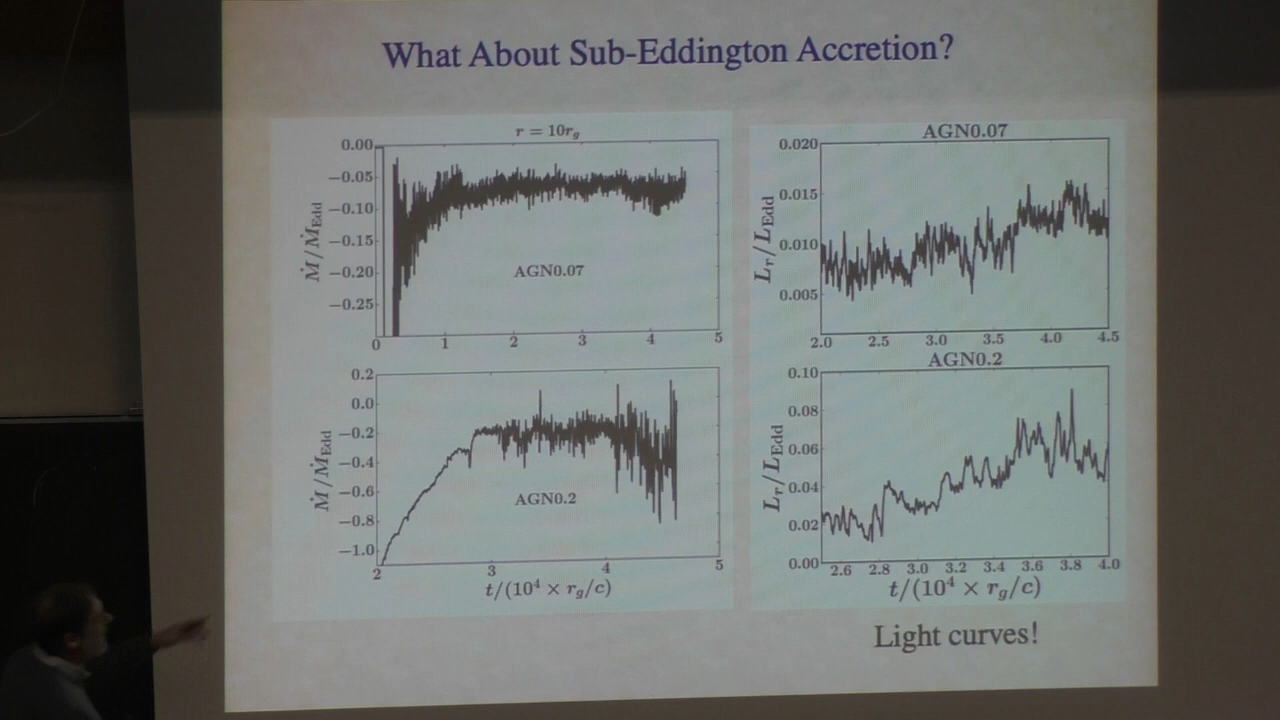 What About Sub-Eddington Accretion?
r = 10r_g
0.00
−0.05
−0.10
−0.15
−0.20
−0.25
Ṁ/Ṁ_Edd
AGN0.07
0 1 2 3 4 5
AGN0.07
0.020
0.015
0.010
0.005
L_r/L_Edd
2.0 2.5 3.0 3.5 4.0 4.5
0.2
0.0
−0.2
−0.4
−0.6
−0.8
−1.0
Ṁ/Ṁ_Edd
AGN0.2
2 3 4 5
t/(10⁴ × r_g/c)
AGN0.2
0.10
0.08
0.06
0.04
0.02
0.00
L_r/L_Edd
2.6 2.8 3.0 3.2 3.4 3.6 3.8 4.0
t/(10⁴ × r_g/c)
Light curves!